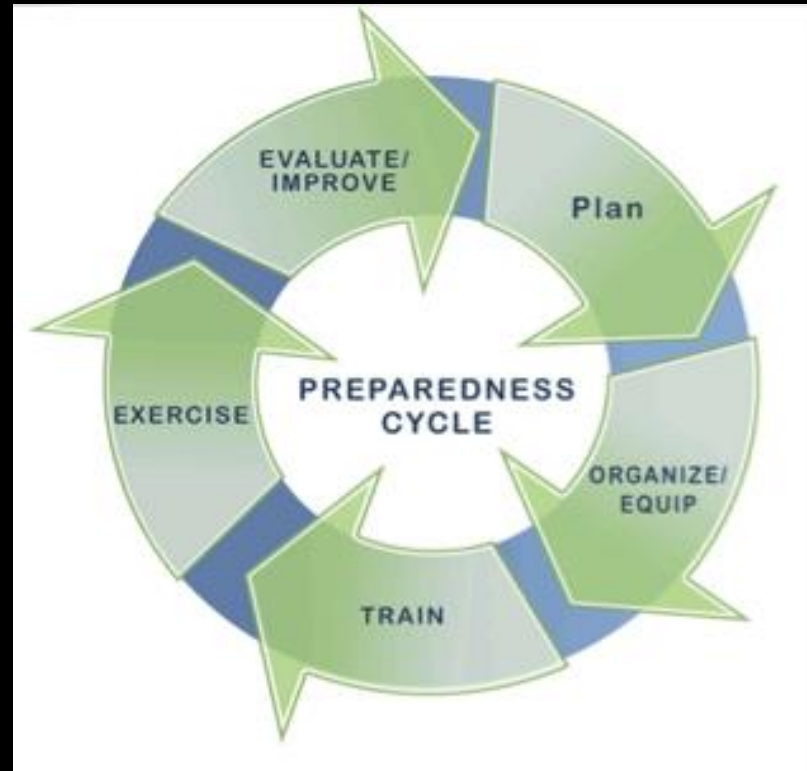 EVALUATE/
IMPROVE
Plan
PREPAREDNESS
CYCLE
EXERCISE
ORGANIZE/
EQUIP
TRAIN